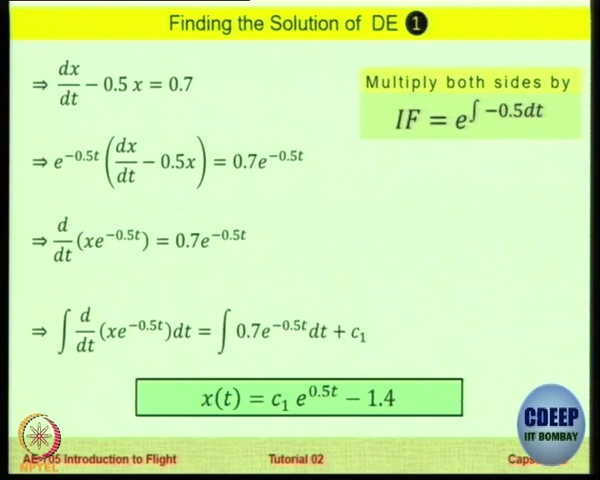 Finding the Solution of DE 1
⇒ dx/dt − 0.5 x = 0.7
Multiply both sides by
IF = e^{∫ −0.5dt}
⇒ e^{−0.5t} (dx/dt − 0.5x) = 0.7e^{−0.5t}
⇒ d/dt (xe^{−0.5t}) = 0.7e^{−0.5t}
⇒ ∫ d/dt (xe^{−0.5t})dt = ∫ 0.7e^{−0.5t} dt + c₁
x(t) = c₁ e^{0.5t} − 1.4
CDEEP
IIT BOMBAY
NPTEL
AE-705 Introduction to Flight Tutorial 02